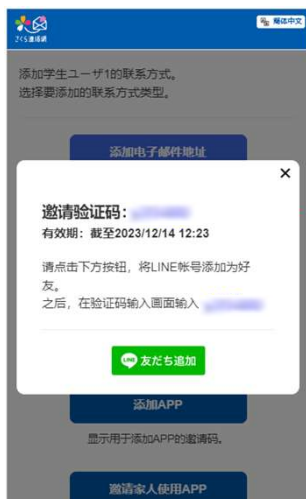 さくら連絡網
簡体中文
添加学生ユーザ1的联系方式。
选择要添加的联系方式类型。
添加电子邮件地址
邀请验证码：
有效期：截至2023/12/14 12:23
请点击下方按钮，将LINE帐号添加为好
友。
之后，在验证码输入画面输入
LINE 友だち追加
添加APP
显示用于添加APP的邀请码。
邀请家人使用APP